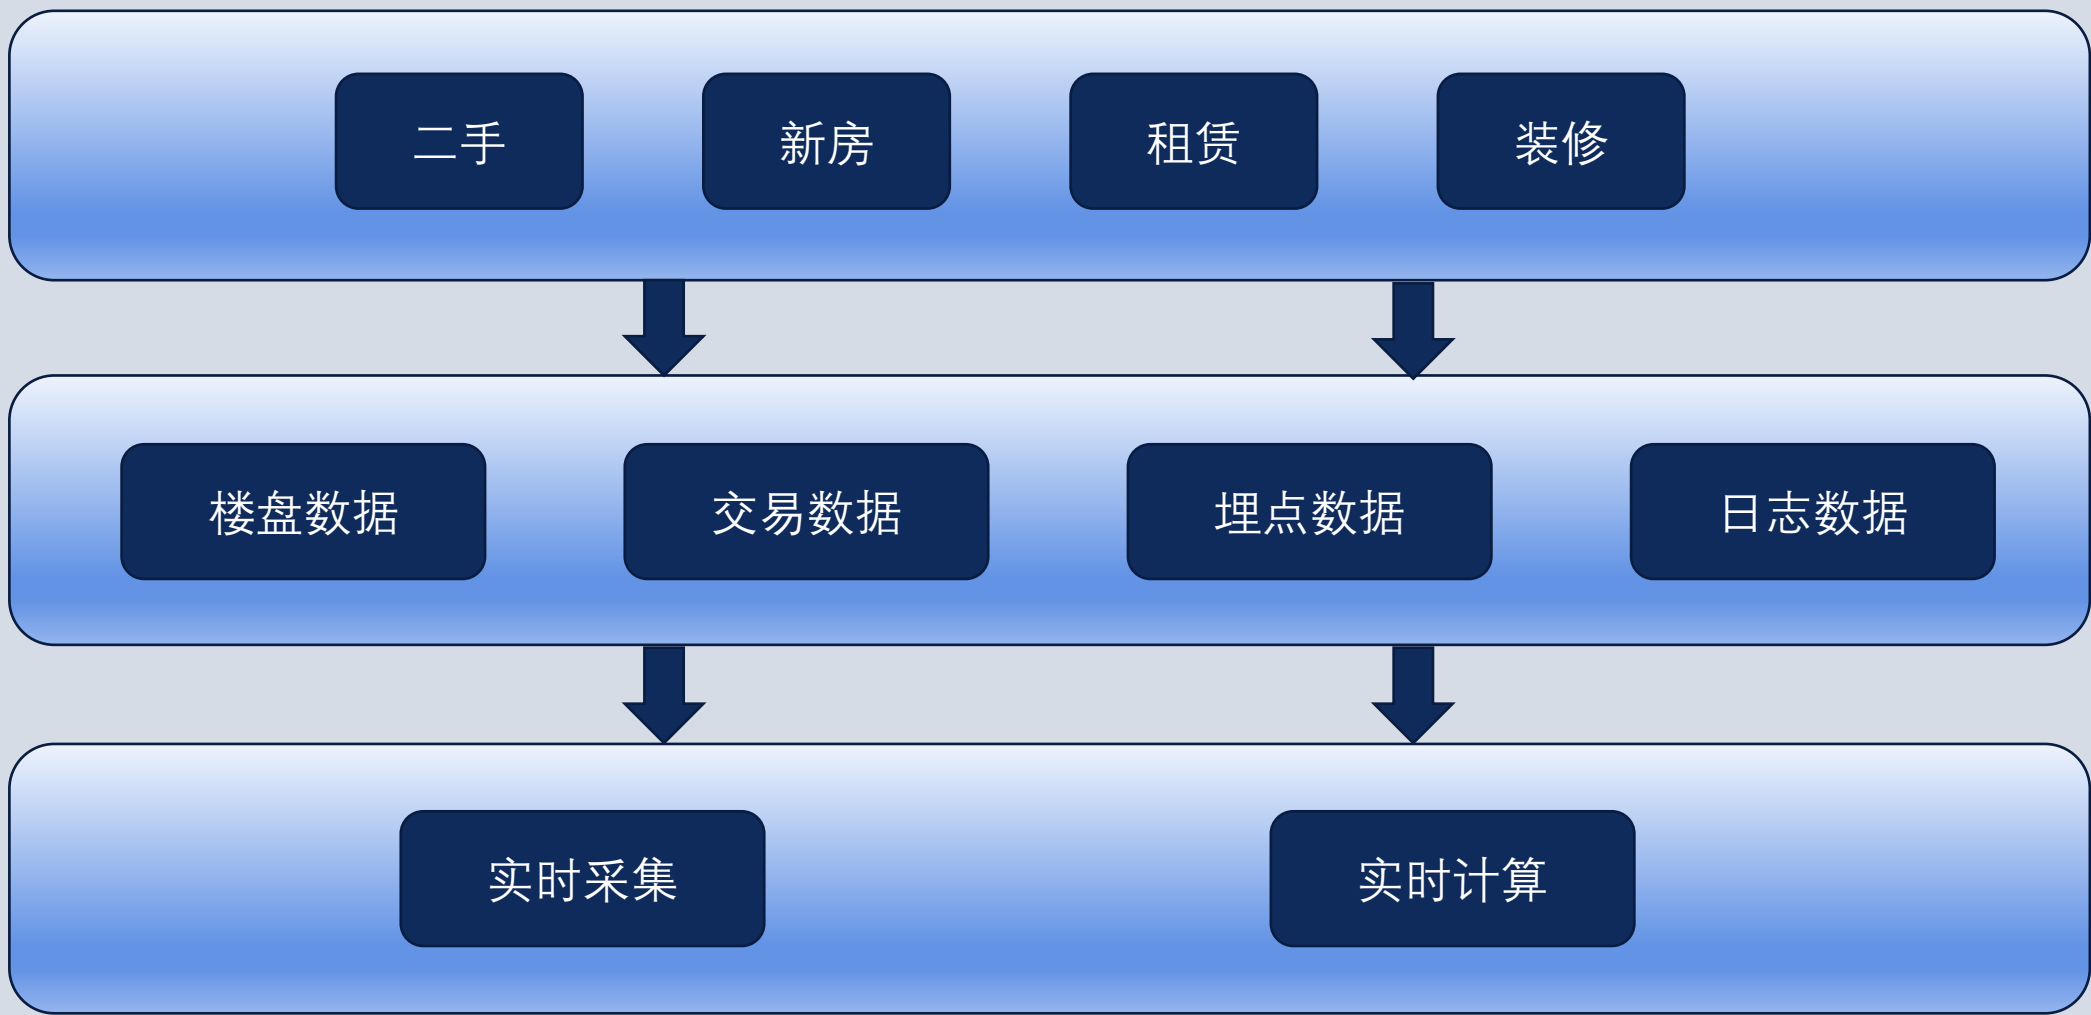 二手 新房 租赁 装修
楼盘数据 交易数据 埋点数据 日志数据
实时采集 实时计算